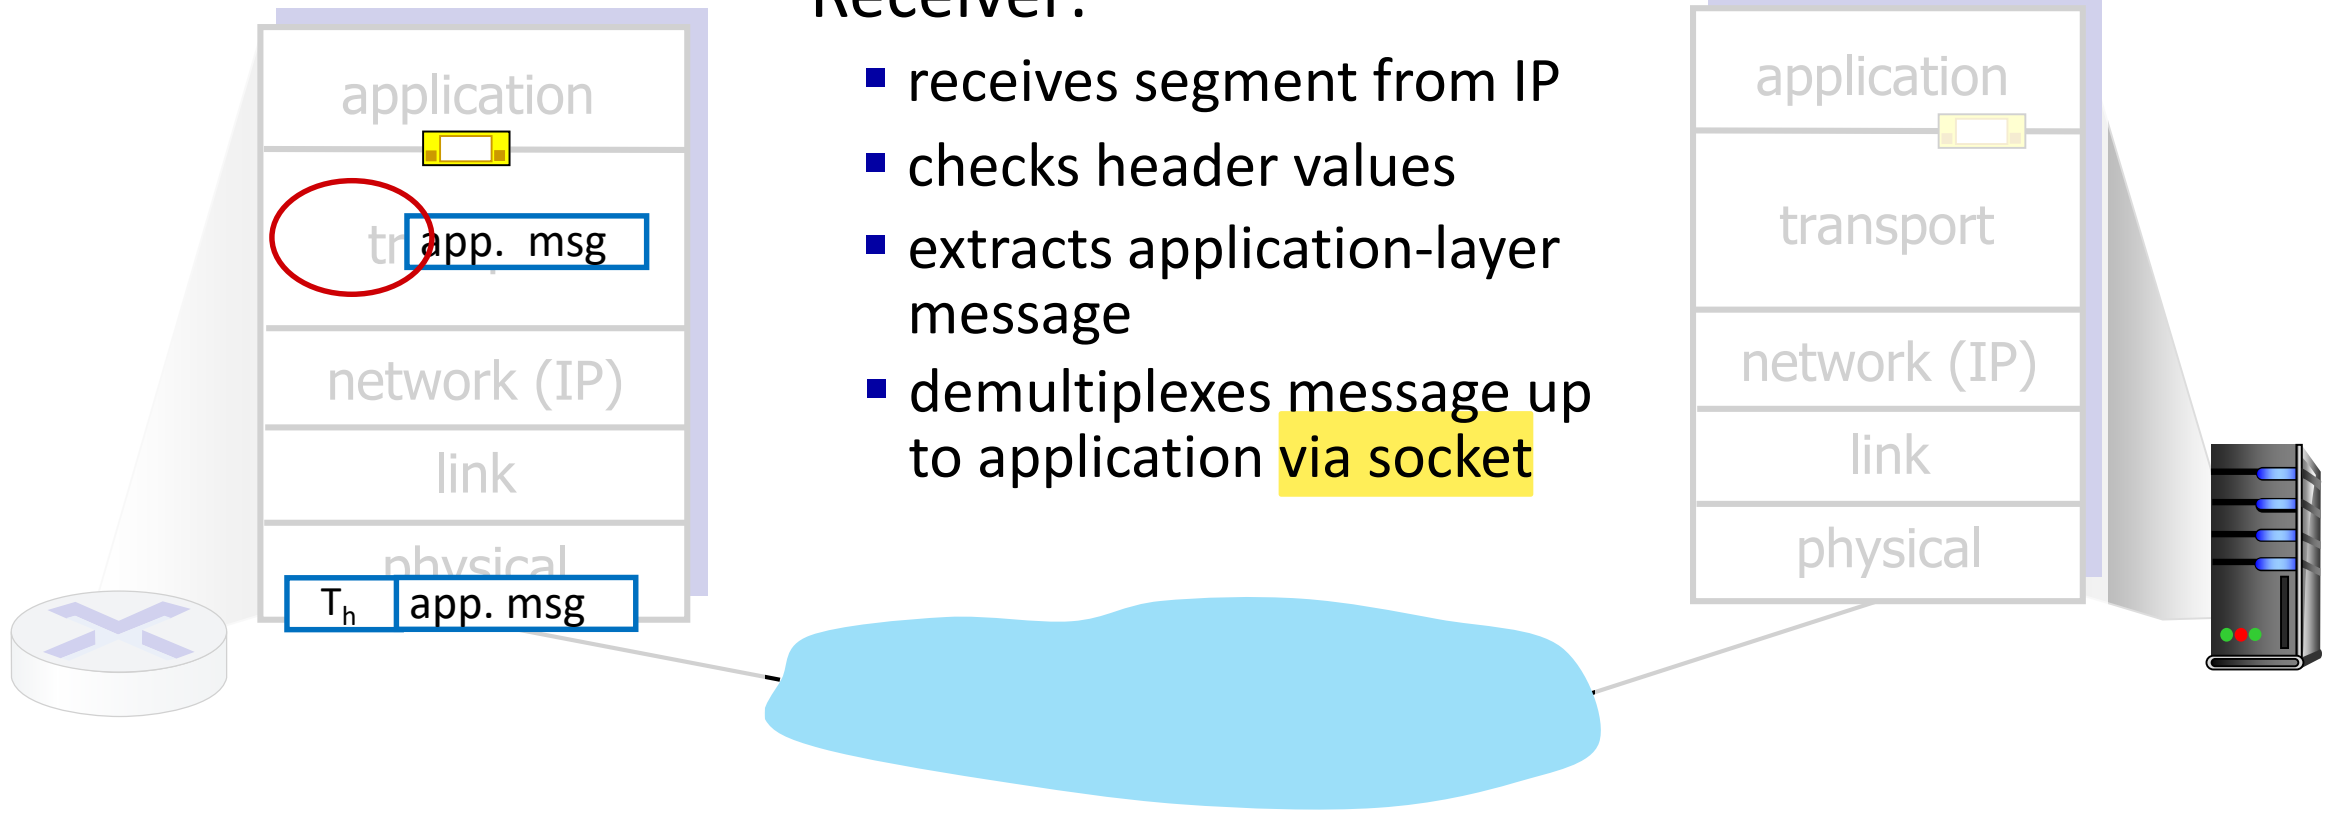 Receiver:
receives segment from IP
checks header values
extracts application-layer
message
demultiplexes message up
to application via socket
application
app. msg
network (IP)
link
physical
Th app. msg
application
transport
network (IP)
link
physical